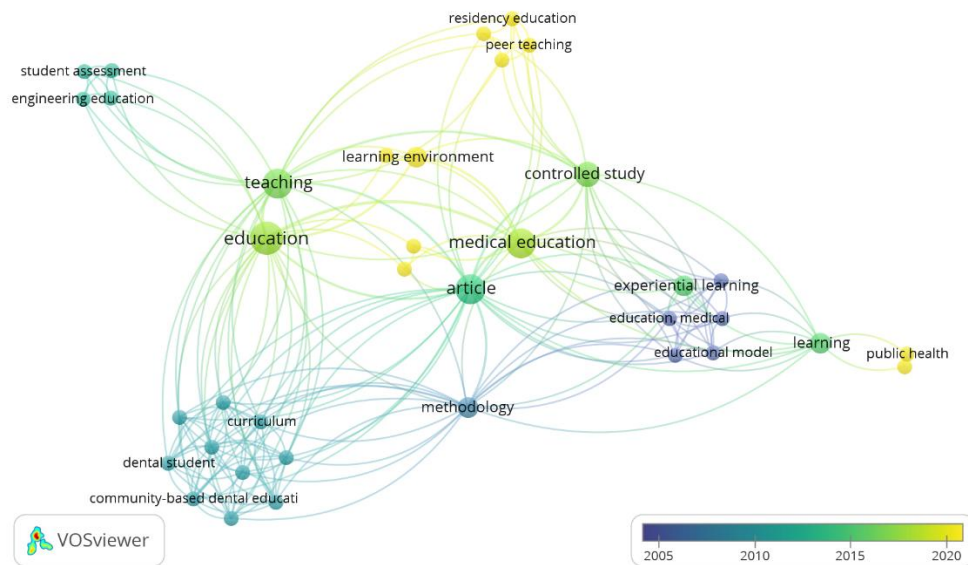 residency education
peer teaching
student assessment
engineering education
learning environment
controlled study
teaching
education
medical education
article
experiential learning
education, medical
educational model
learning
public health
methodology
curriculum
dental student
community-based dental educati
VOSviewer
2005 2010 2015 2020